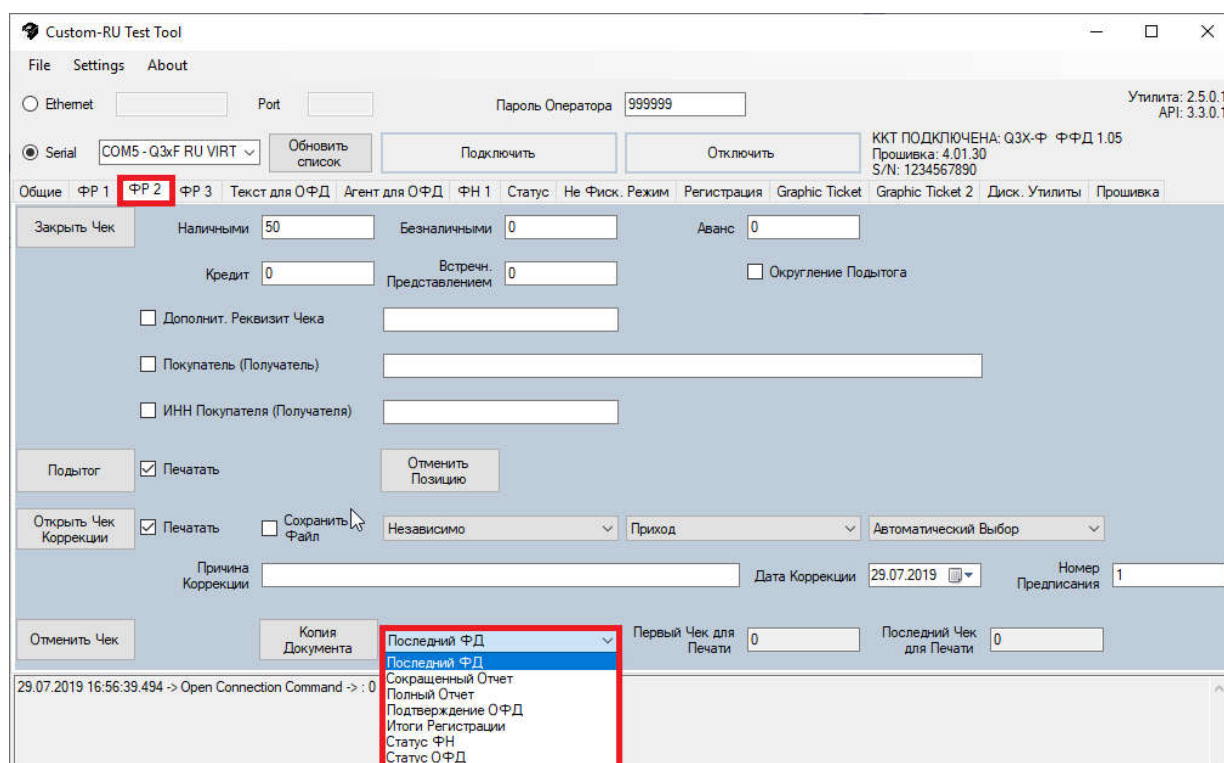 Custom-RU Test Tool
File Settings About
Ethernet Port Пароль Оператора 999999 Утилита: 2.5.0.1
API: 3.3.0.1
Serial COM5 - Q3xF RU VIRT Обновить список Подключить Отключить ККТ ПОДКЛЮЧЕНА: Q3X-Ф ФФД 1.05
Прошивка: 4.01.30
S/N: 1234567890
Общие ФР 1 ФР 2 ФР 3 Текст для ОФД Агент для ОФД ФН 1 Статус Не Фиск. Режим Регистрация Graphic Ticket Graphic Ticket 2 Диск. Утилиты Прошивка
Закрыть Чек Наличными 50 Безналичными 0 Аванс 0
Кредит 0 Встречн. Представлением 0 Округление Подытога
Дополнит. Реквизит Чека
Покупатель (Получатель)
ИНН Покупателя (Получателя)
Подытог Печатать Отменить Позицию
Открыть Чек Коррекции Печатать Сохранить Файл Независимо Приход Автоматический Выбор
Причина Коррекции Дата Коррекции 29.07.2019 Номер Предписания 1
Отменить Чек Копия Документа Последний ФД Первый Чек для Печати 0 Последний Чек для Печати 0
Последний ФД
29.07.2019 16:56:39.494 -> Open Connection Command -> : 0
Сокращенный Отчет
Полный Отчет
Подтверждение ОФД
Итоги Регистрации
Статус ФН
Статус ОФД